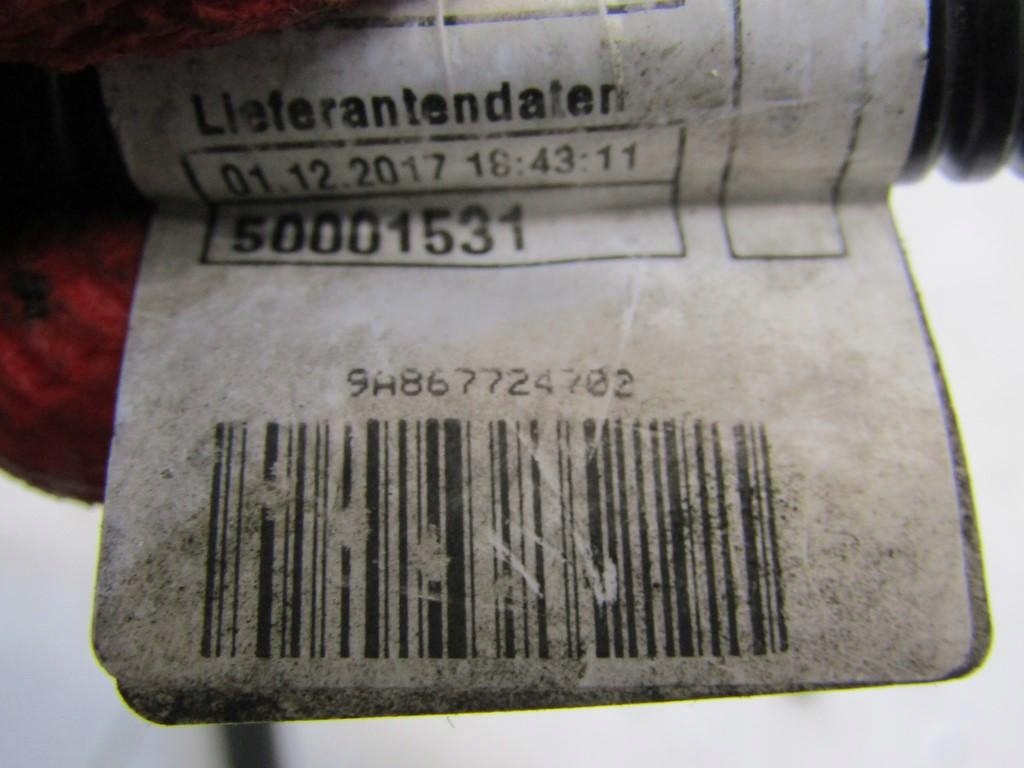 Lieferantendaten
01.12.2017 18:43:11
50001531
9A867724702